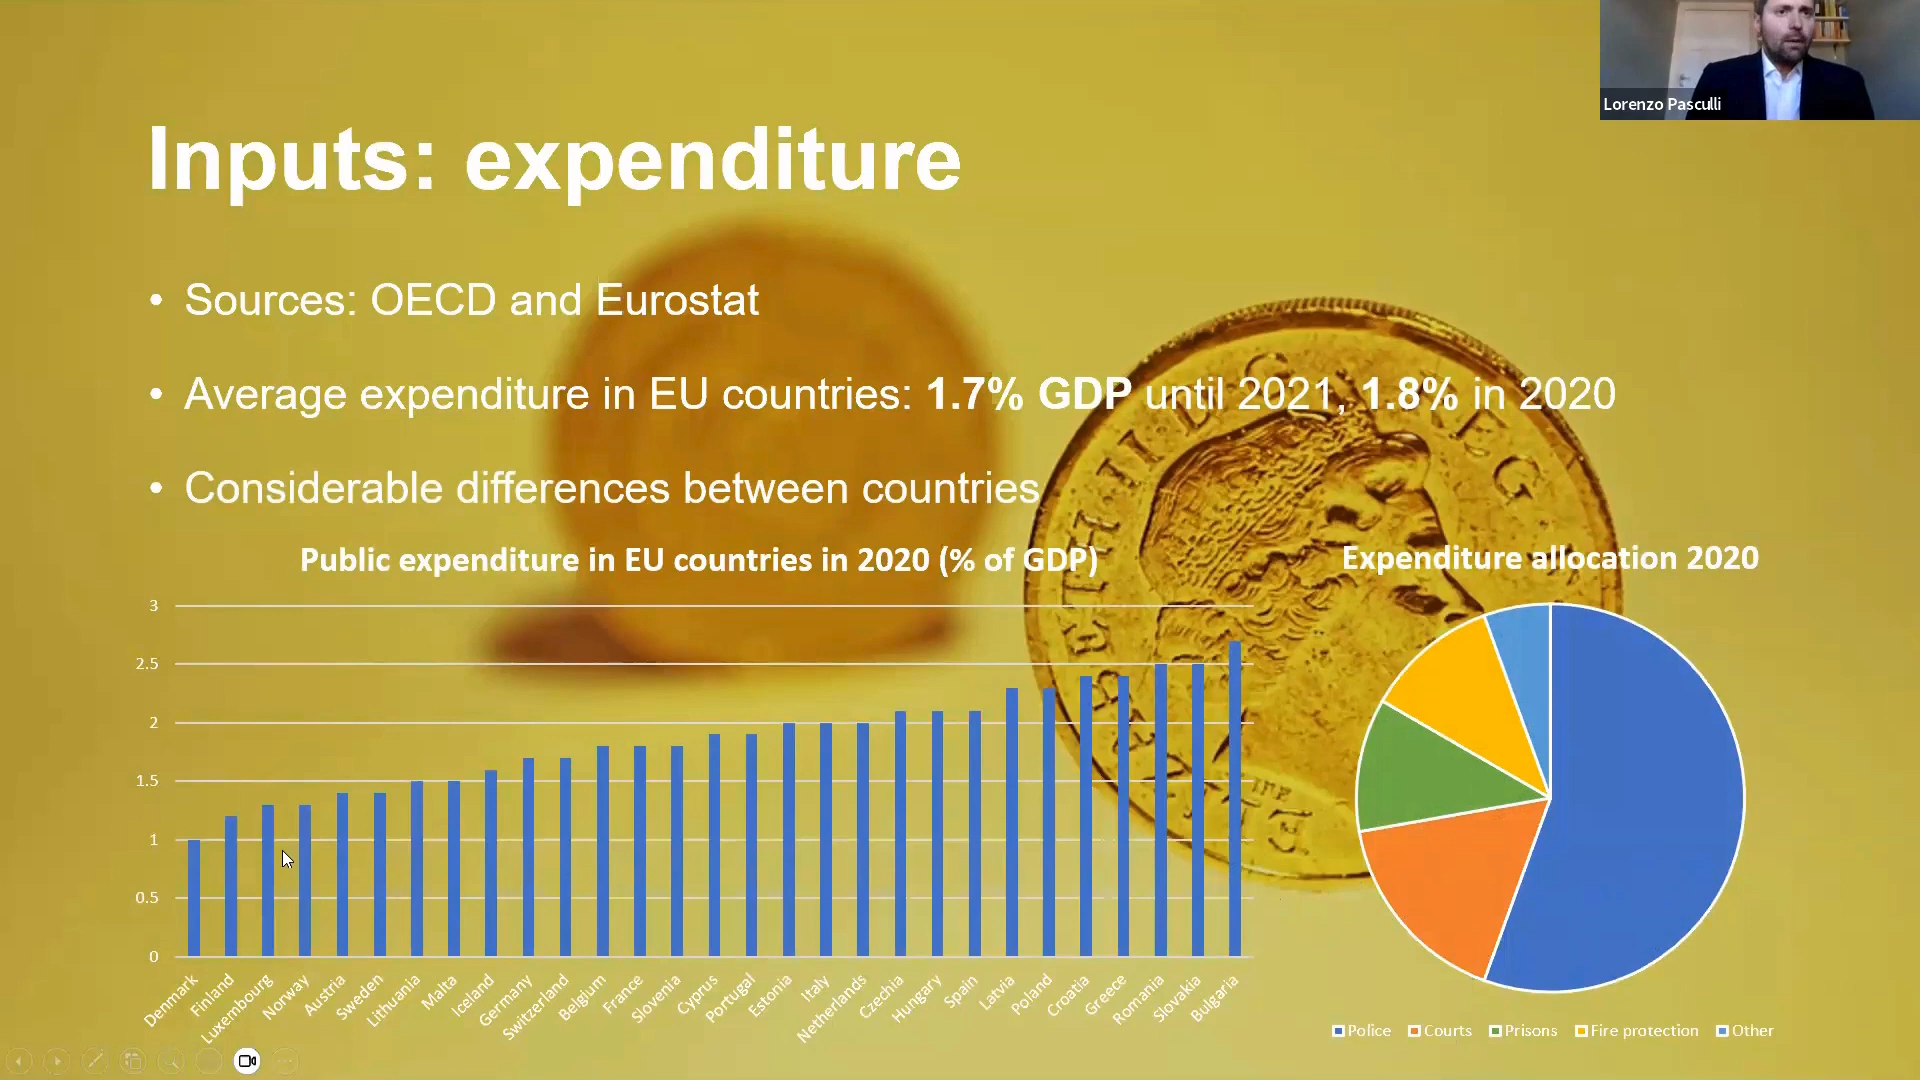 Lorenzo Pasculli
Inputs: expenditure
• Sources: OECD and Eurostat
• Average expenditure in EU countries: 1.7% GDP until 2021, 1.8% in 2020
• Considerable differences between countries
Public expenditure in EU countries in 2020 (% of GDP)
3
2.5
2
1.5
1
0.5
0
Denmark
Finland
Luxembourg
Norway
Austria
Sweden
Lithuania
Malta
Iceland
Germany
Switzerland
Belgium
France
Slovenia
Cyprus
Portugal
Estonia
Italy
Netherlands
Czechia
Hungary
Spain
Latvia
Poland
Croatia
Greece
Romania
Slovakia
Bulgaria
Expenditure allocation 2020
Police Courts Prisons Fire protection Other